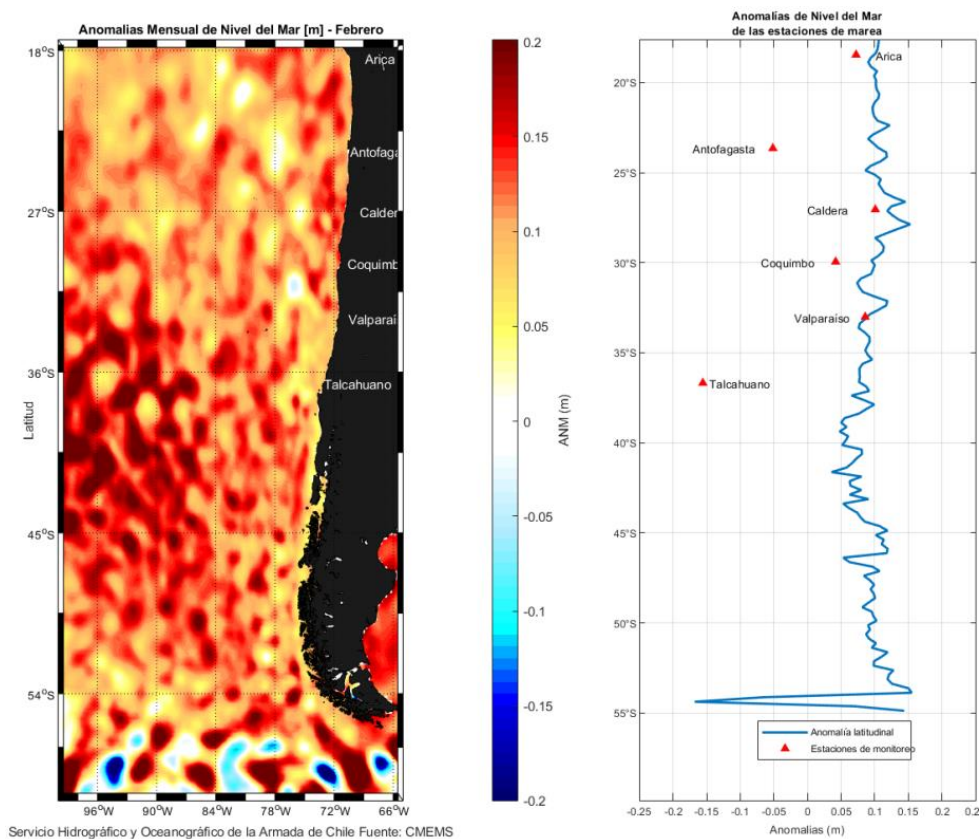 Anomalias Mensual de Nivel del Mar [m] - Febrero
18°S
27°S
36°S
45°S
54°S
Latitud
Arica
Antofaga
Calder
Coquimb
Valparaís
Talcahuano
96°W
90°W
84°W
78°W
72°W
66°W
0.2
0.15
0.1
0.05
0
-0.05
-0.1
-0.15
-0.2
ANM (m)
Servicio Hidrográfico y Oceanográfico de la Armada de Chile Fuente: CMEMS
Anomalías de Nivel del Mar
de las estaciones de marea
20°S
25°S
30°S
35°S
40°S
45°S
50°S
55°S
Arica
Antofagasta
Caldera
Coquimbo
Valparaíso
Talcahuano
Anomalía latitudinal
Estaciones de monitoreo
-0.25
-0.2
-0.15
-0.1
-0.05
0
0.05
0.1
0.15
0.2
0.2
Anomalias (m)